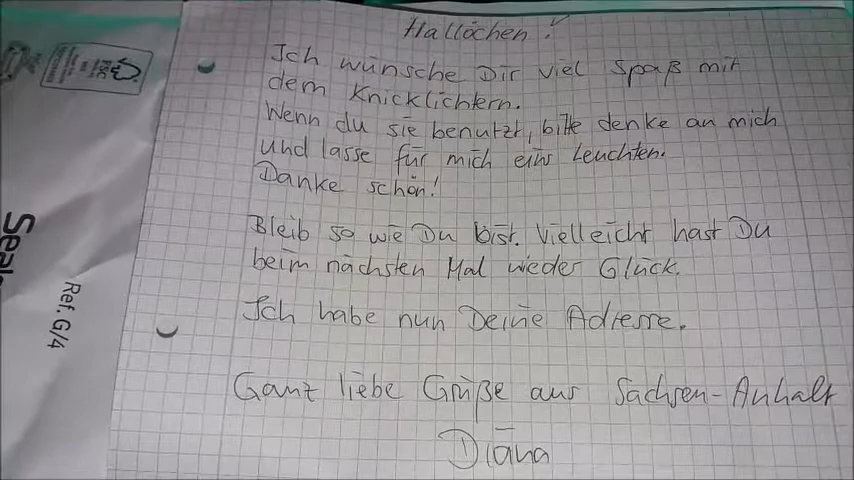 Hallöchen!
Ich wünsche Dir viel Spaß mit
dem Knicklichtern.
Wenn du sie benutzt, bitte denke an mich
und lasse für mich eins Leuchten.
Danke schön!
Bleib so wie Du bist. Vielleicht hast Du
beim nächsten Mal wieder Glück.
Ich habe nun Deine Adresse.
Ganz liebe Grüße aus Sachsen-Anhalt
Diana
FSC
Seal
Ref. G/4